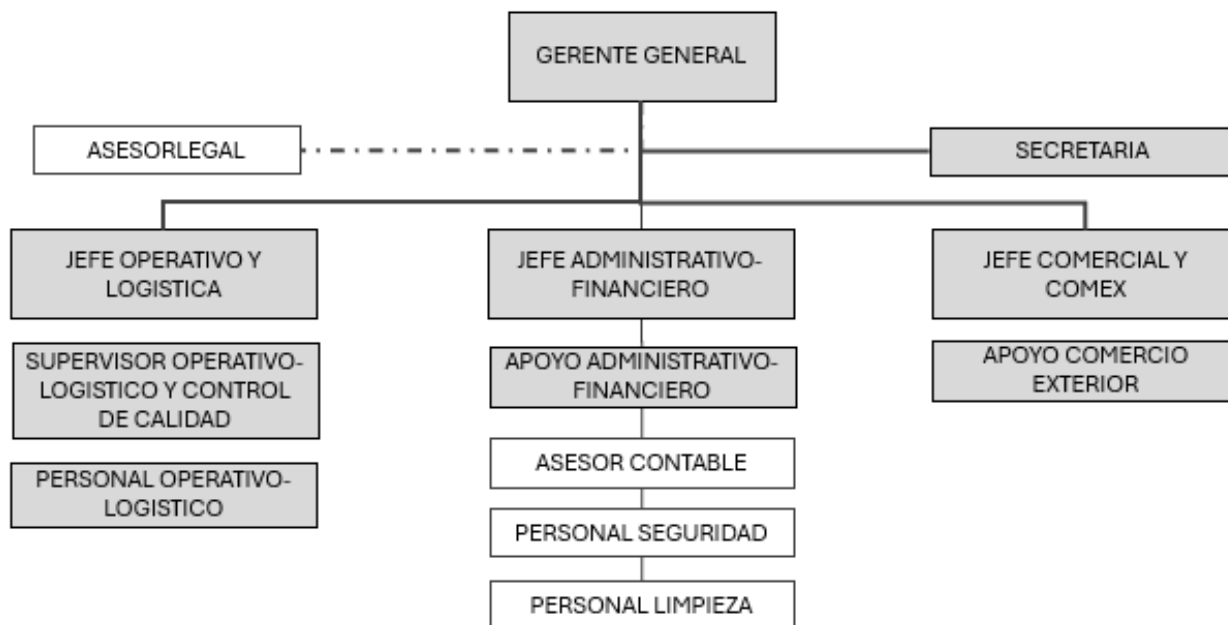 GERENTE GENERAL
ASESORLEGAL
SECRETARIA
JEFE OPERATIVO Y
LOGISTICA
JEFE ADMINISTRATIVO-
FINANCIERO
JEFE COMERCIAL Y
COMEX
SUPERVISOR OPERATIVO-
LOGISTICO Y CONTROL
DE CALIDAD
APOYO ADMINISTRATIVO-
FINANCIERO
APOYO COMERCIO
EXTERIOR
PERSONAL OPERATIVO-
LOGISTICO
ASESOR CONTABLE
PERSONAL SEGURIDAD
PERSONAL LIMPIEZA